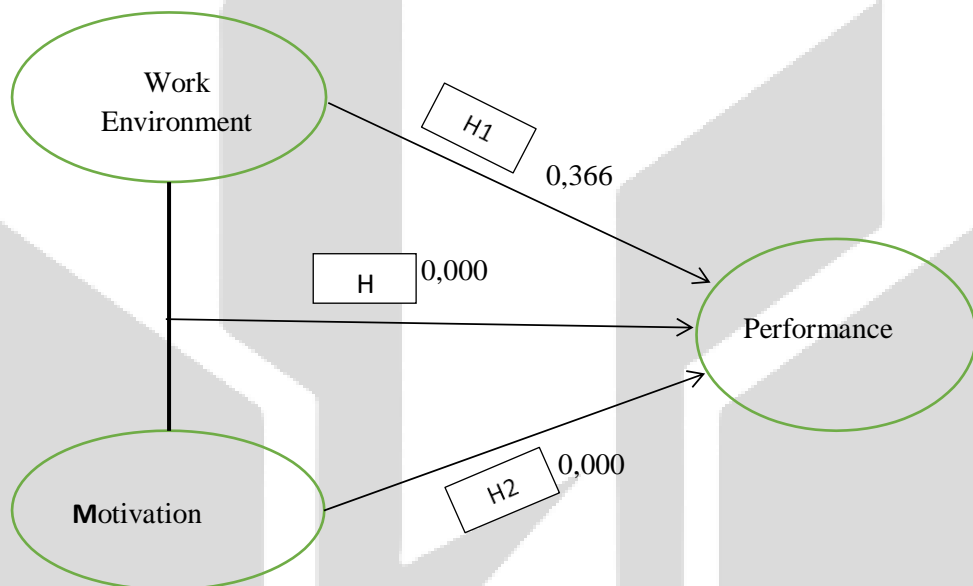 Work
Environment
H1
0,366
H
0,000
Performance
0,000
H2
Motivation